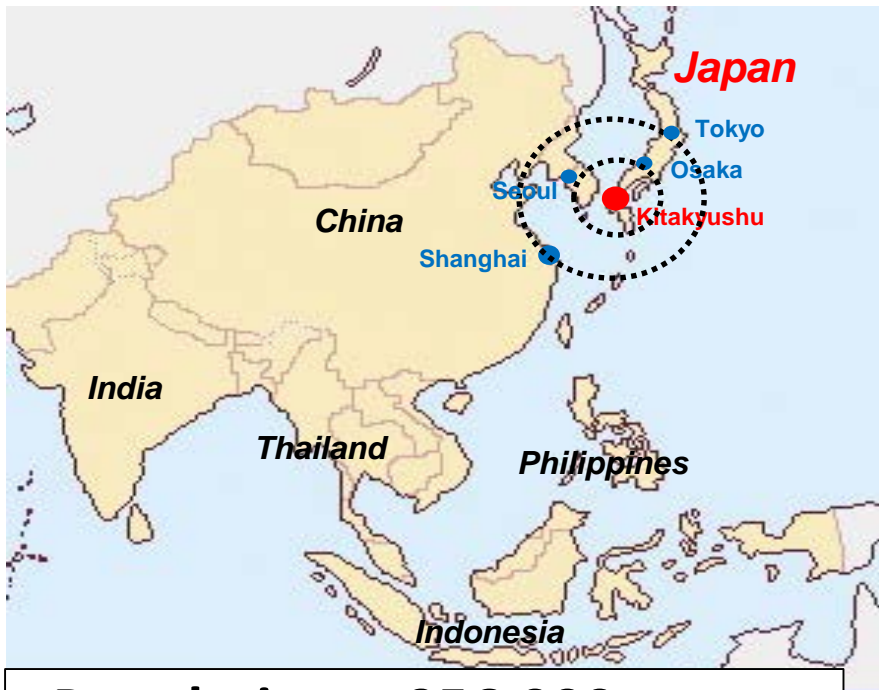 Japan
Tokyo
Osaka
Seoul
Kitakyushu
China
Shanghai
India
Thailand
Philippines
Indonesia